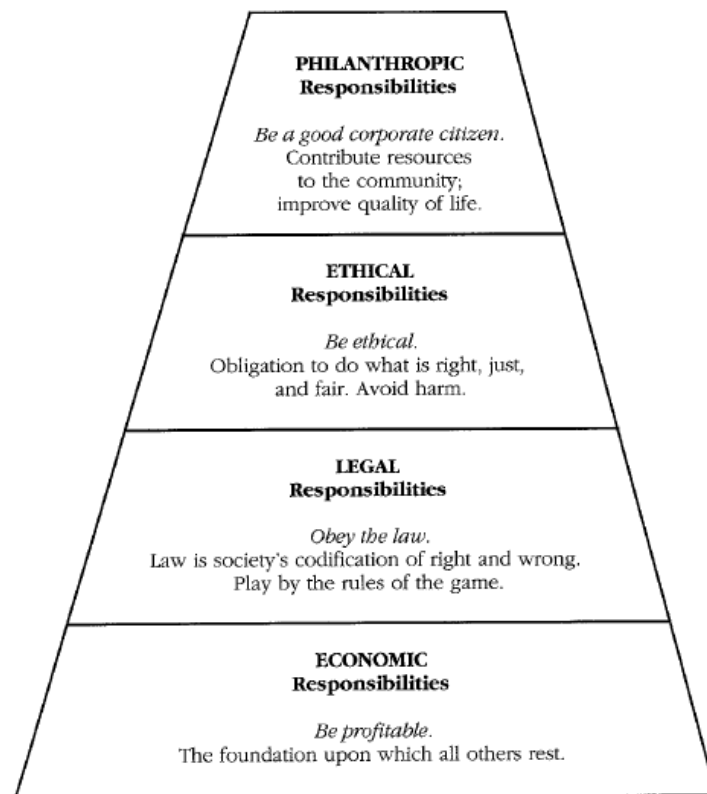 PHILANTHROPIC
Responsibilities
Be a good corporate citizen.
Contribute resources
to the community;
improve quality of life.
ETHICAL
Responsibilities
Be ethical.
Obligation to do what is right, just,
and fair. Avoid harm.
LEGAL
Responsibilities
Obey the law.
Law is society's codification of right and wrong.
Play by the rules of the game.
ECONOMIC
Responsibilities
Be profitable.
The foundation upon which all others rest.